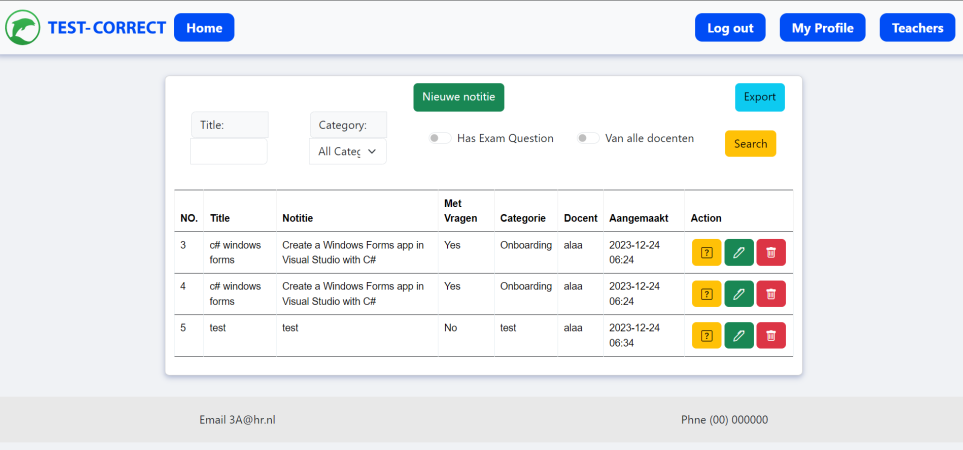 TEST-CORRECT Home Log out My Profile Teachers
Nieuwe notitie Export
Title: Category:
Has Exam Question Van alle docenten
Search
All Categ
NO. Title Notitie Met Vragen Categorie Docent Aangemaakt Action
3 c# windows forms Create a Windows Forms app in Visual Studio with C# Yes Onboarding alaa 2023-12-24 06:24
4 c# windows forms Create a Windows Forms app in Visual Studio with C# Yes Onboarding alaa 2023-12-24 06:24
5 test test No test alaa 2023-12-24 06:34
Email 3A@hr.nl Phne (00) 000000